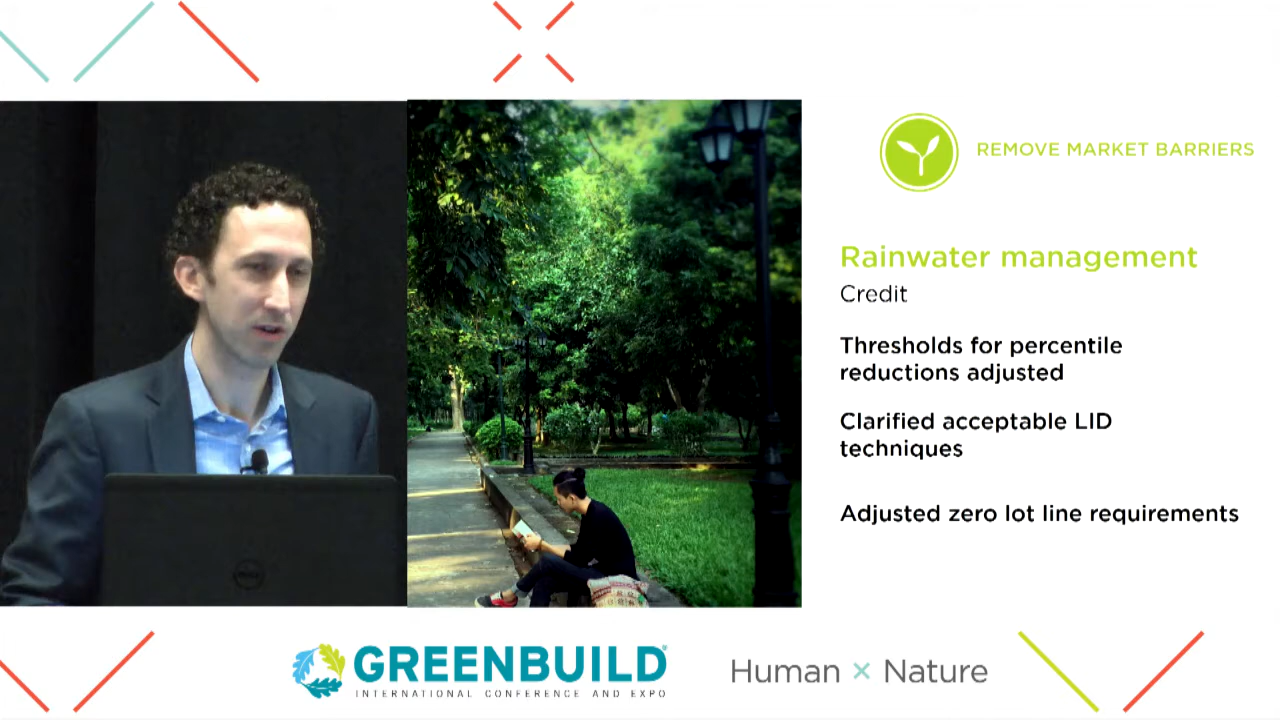 REMOVE MARKET BARRIERS
Rainwater management
Credit
Thresholds for percentile
reductions adjusted
Clarified acceptable LID
techniques
Adjusted zero lot line requirements
GREENBUILD
INTERNATIONAL CONFERENCE AND EXPO
Human × Nature